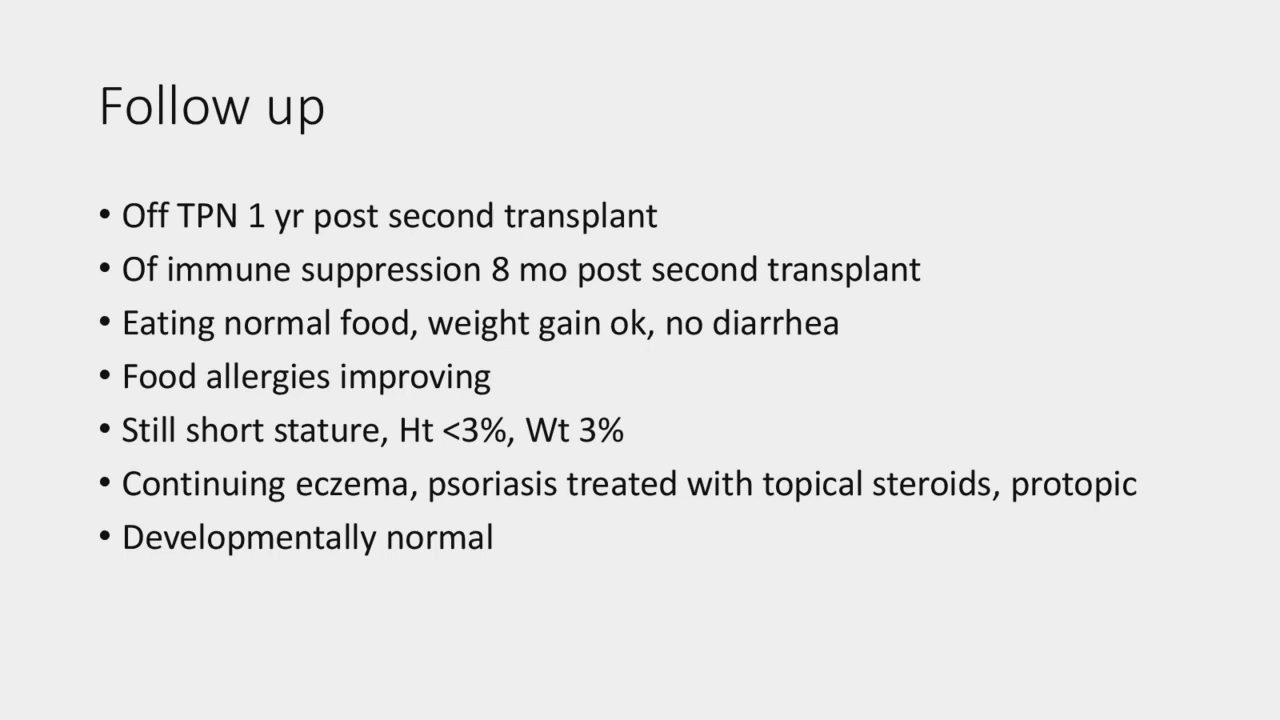 Follow up
• Off TPN 1 yr post second transplant
• Of immune suppression 8 mo post second transplant
• Eating normal food, weight gain ok, no diarrhea
• Food allergies improving
• Still short stature, Ht <3%, Wt 3%
• Continuing eczema, psoriasis treated with topical steroids, protopic
• Developmentally normal